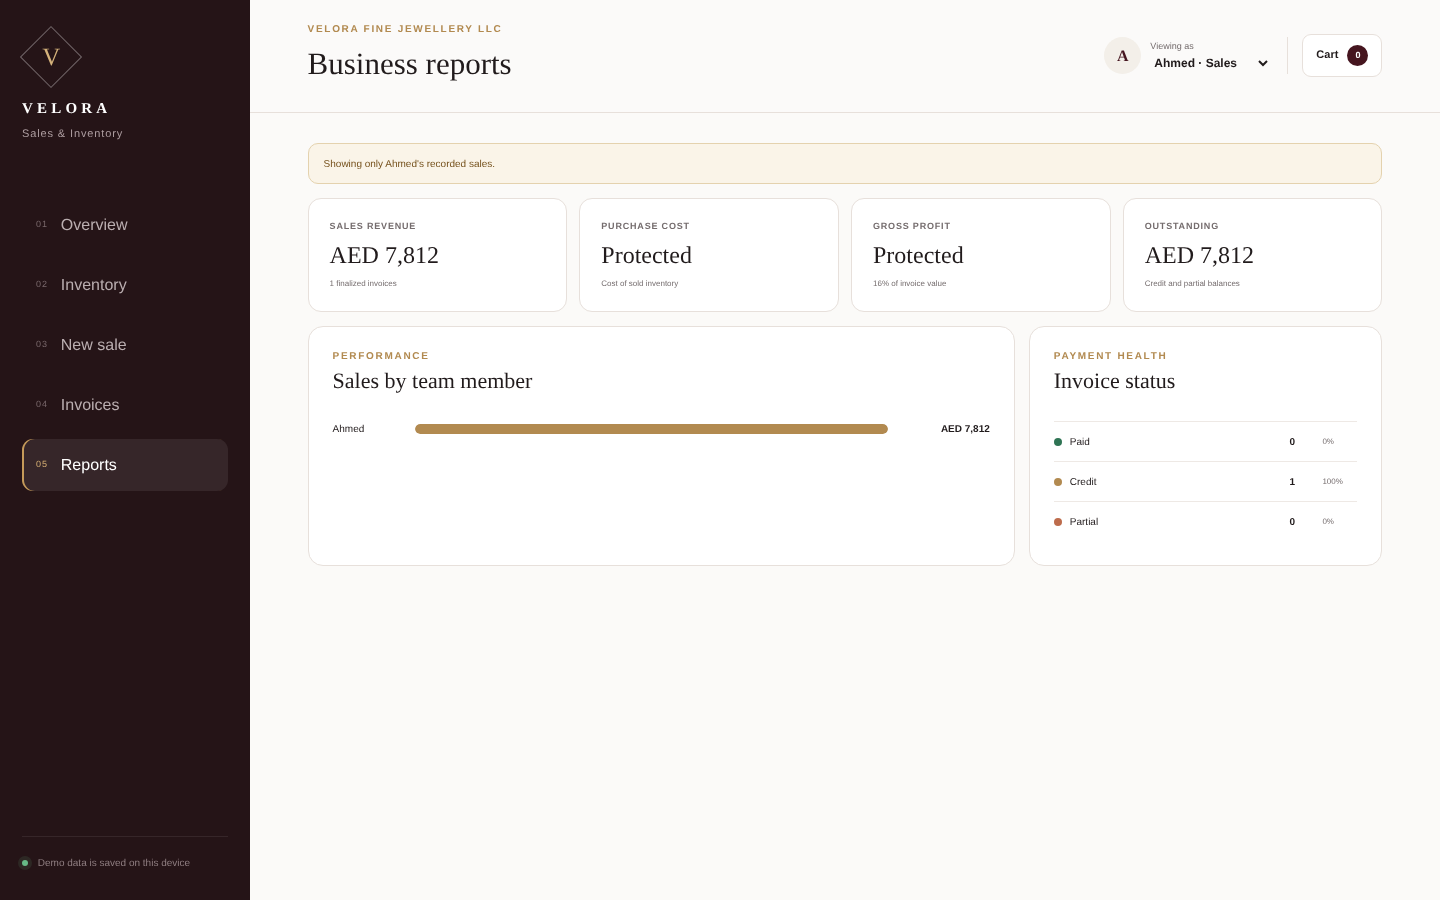 V
VELORA
Sales & Inventory
01 Overview
02 Inventory
03 New sale
04 Invoices
05 Reports
Demo data is saved on this device
VELORA FINE JEWELLERY LLC
Business reports
A
Viewing as
Ahmed · Sales
Cart 0
Showing only Ahmed's recorded sales.
SALES REVENUE
AED 7,812
1 finalized invoices
PURCHASE COST
Protected
Cost of sold inventory
GROSS PROFIT
Protected
16% of invoice value
OUTSTANDING
AED 7,812
Credit and partial balances
PERFORMANCE
Sales by team member
Ahmed AED 7,812
PAYMENT HEALTH
Invoice status
Paid 0 0%
Credit 1 100%
Partial 0 0%